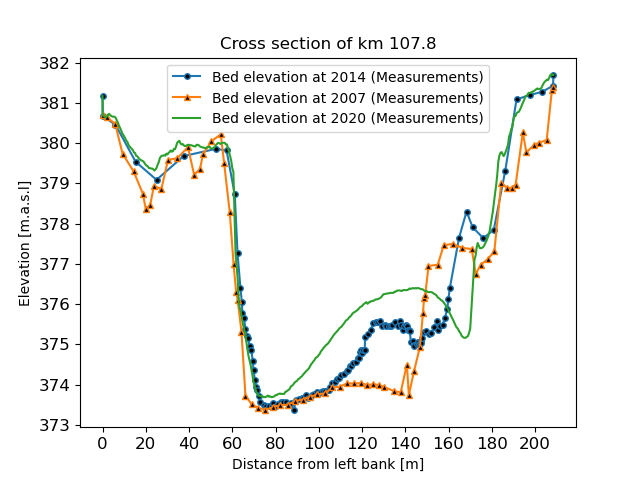 Cross section of km 107.8
Bed elevation at 2014 (Measurements)
Bed elevation at 2007 (Measurements)
Bed elevation at 2020 (Measurements)
Elevation [m.a.s.l]
382
381
380
379
378
377
376
375
374
373
0 20 40 60 80 100 120 140 160 180 200
Distance from left bank [m]